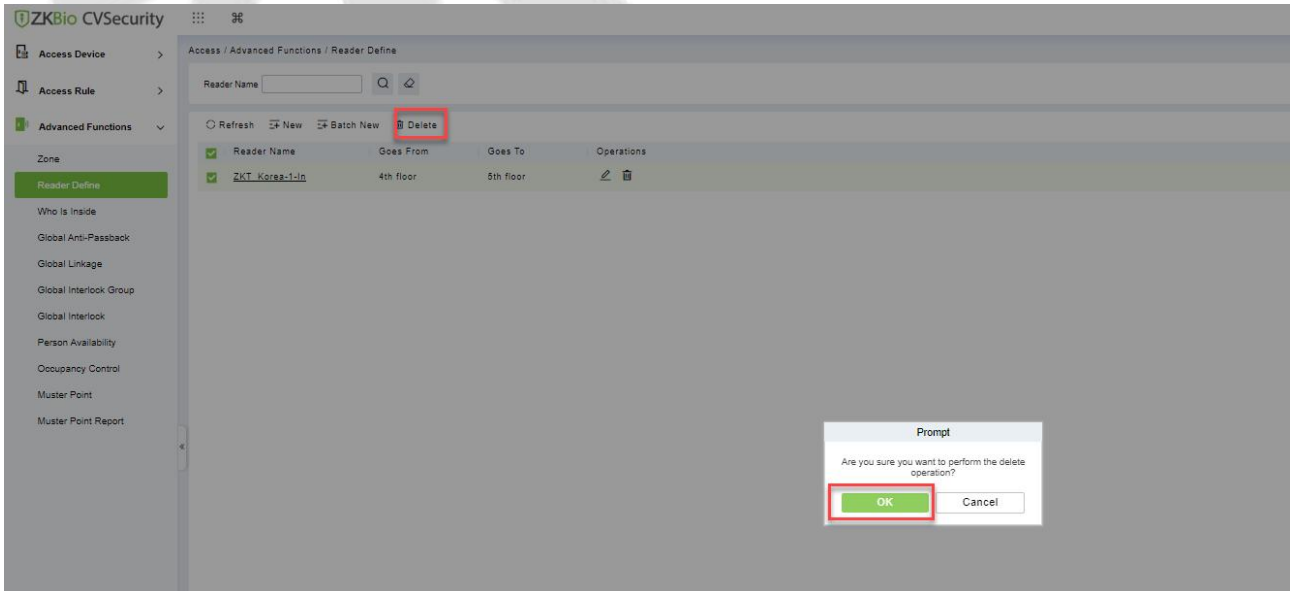 ZKBio CVSecurity
Access Device
Access Rule
Advanced Functions
Zone
Reader Define
Who Is Inside
Global Anti-Passback
Global Linkage
Global Interlock Group
Global Interlock
Person Availability
Occupancy Control
Muster Point
Muster Point Report
Access / Advanced Functions / Reader Define
Reader Name
Refresh New Batch New Delete
Reader Name Goes From Goes To Operations
ZKT_Korea-1-In 4th floor 5th floor
Prompt
Are you sure you want to perform the delete
operation?
OK Cancel